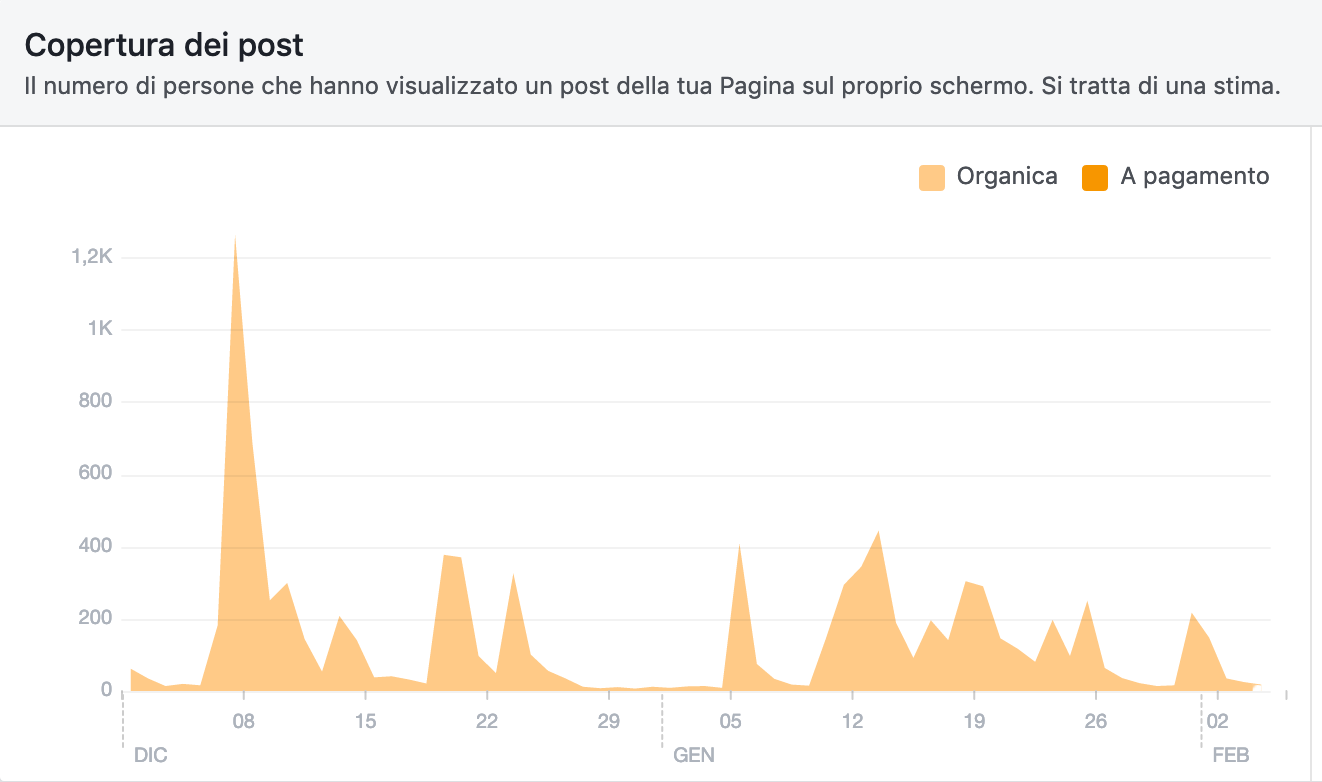 Copertura dei post
Il numero di persone che hanno visualizzato un post della tua Pagina sul proprio schermo. Si tratta di una stima.
Organica A pagamento
1,2K
1K
800
600
400
200
0
08 15 22 29 05 12 19 26 02
DIC GEN FEB